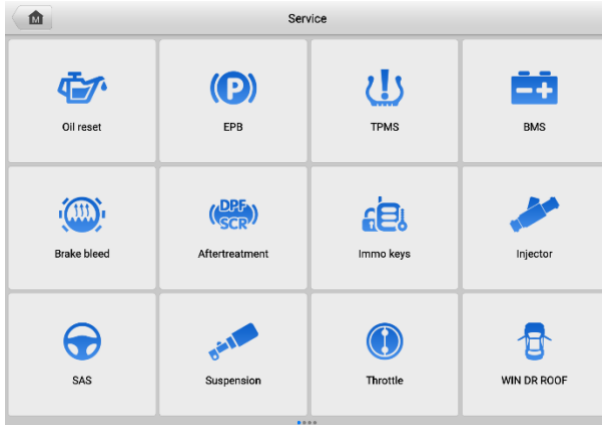 M
Service
Oil reset
P
EPB
TPMS
BMS
Brake bleed
DPF
SCR
Aftertreatment
Immo keys
Injector
SAS
Suspension
Throttle
WIN DR ROOF